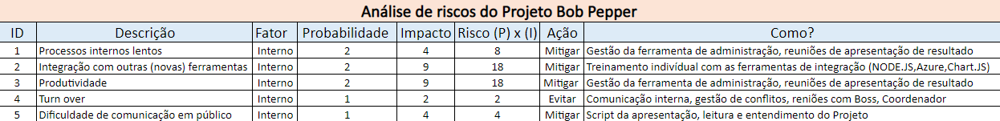 Análise de riscos do Projeto Bob Pepper
ID Descrição Fator Probabilidade Impacto Risco (P) x (I) Ação Como?
1 Processos internos lentos Interno 2 4 8 Mitigar Gestão da ferramenta de administração, reuniões de apresentação de resultado
2 Integração com outras (novas) ferramentas Interno 2 9 18 Mitigar Treinamento indivídual com as ferramentas de integração (NODE.JS,Azure,Chart.JS)
3 Produtividade Interno 2 9 18 Mitigar Gestão da ferramenta de administração, reuniões de apresentação de resultado
4 Turn over Interno 1 2 2 Evitar Comunicação interna, gestão de conflitos, reniões com Boss, Coordenador
5 Dificuldade de comunicação em público Interno 1 4 4 Mitigar Script da apresentação, leitura e entendimento do Projeto